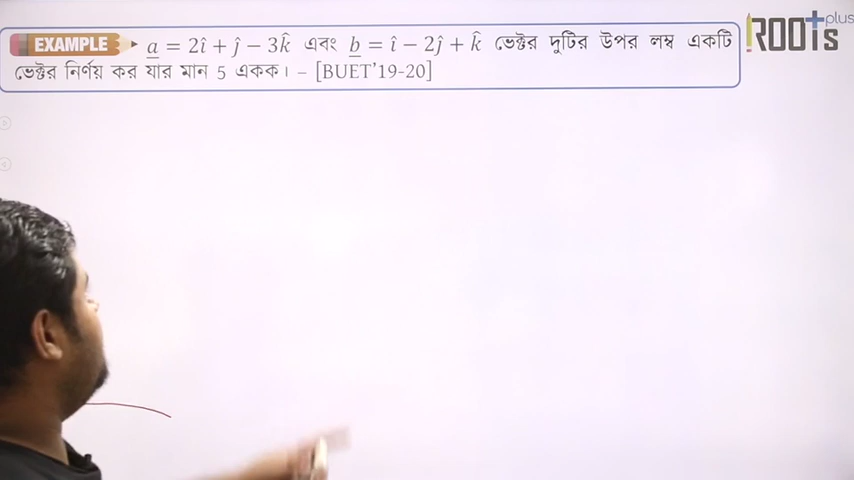 EXAMPLE a = 2î + ĵ − 3k̂ এবং b = î − 2ĵ + k̂ ভেক্টর দুটির উপর লম্ব একটি
ভেক্টর নির্ণয় কর যার মান 5 একক। – [BUET'19-20]
ROOTs plus